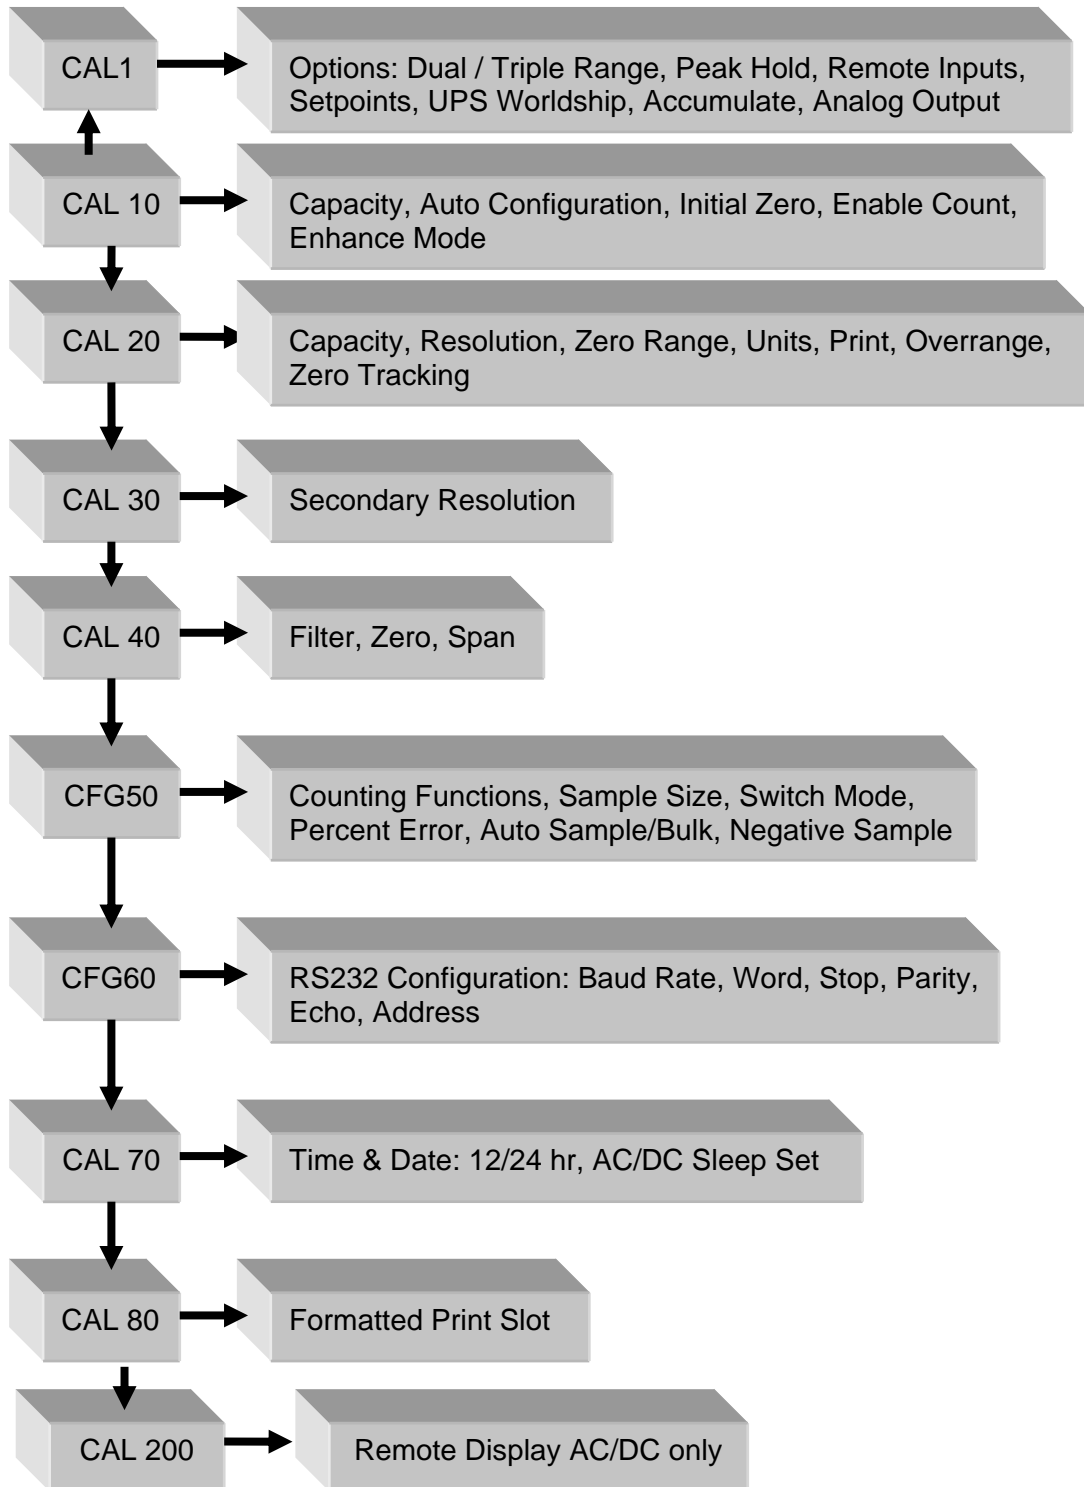 CAL1
Options: Dual / Triple Range, Peak Hold, Remote Inputs,
Setpoints, UPS Worldship, Accumulate, Analog Output
CAL 10
Capacity, Auto Configuration, Initial Zero, Enable Count,
Enhance Mode
CAL 20
Capacity, Resolution, Zero Range, Units, Print, Overrange,
Zero Tracking
CAL 30
Secondary Resolution
CAL 40
Filter, Zero, Span
CFG50
Counting Functions, Sample Size, Switch Mode,
Percent Error, Auto Sample/Bulk, Negative Sample
CFG60
RS232 Configuration: Baud Rate, Word, Stop, Parity,
Echo, Address
CAL 70
Time & Date: 12/24 hr, AC/DC Sleep Set
CAL 80
Formatted Print Slot
CAL 200
Remote Display AC/DC only